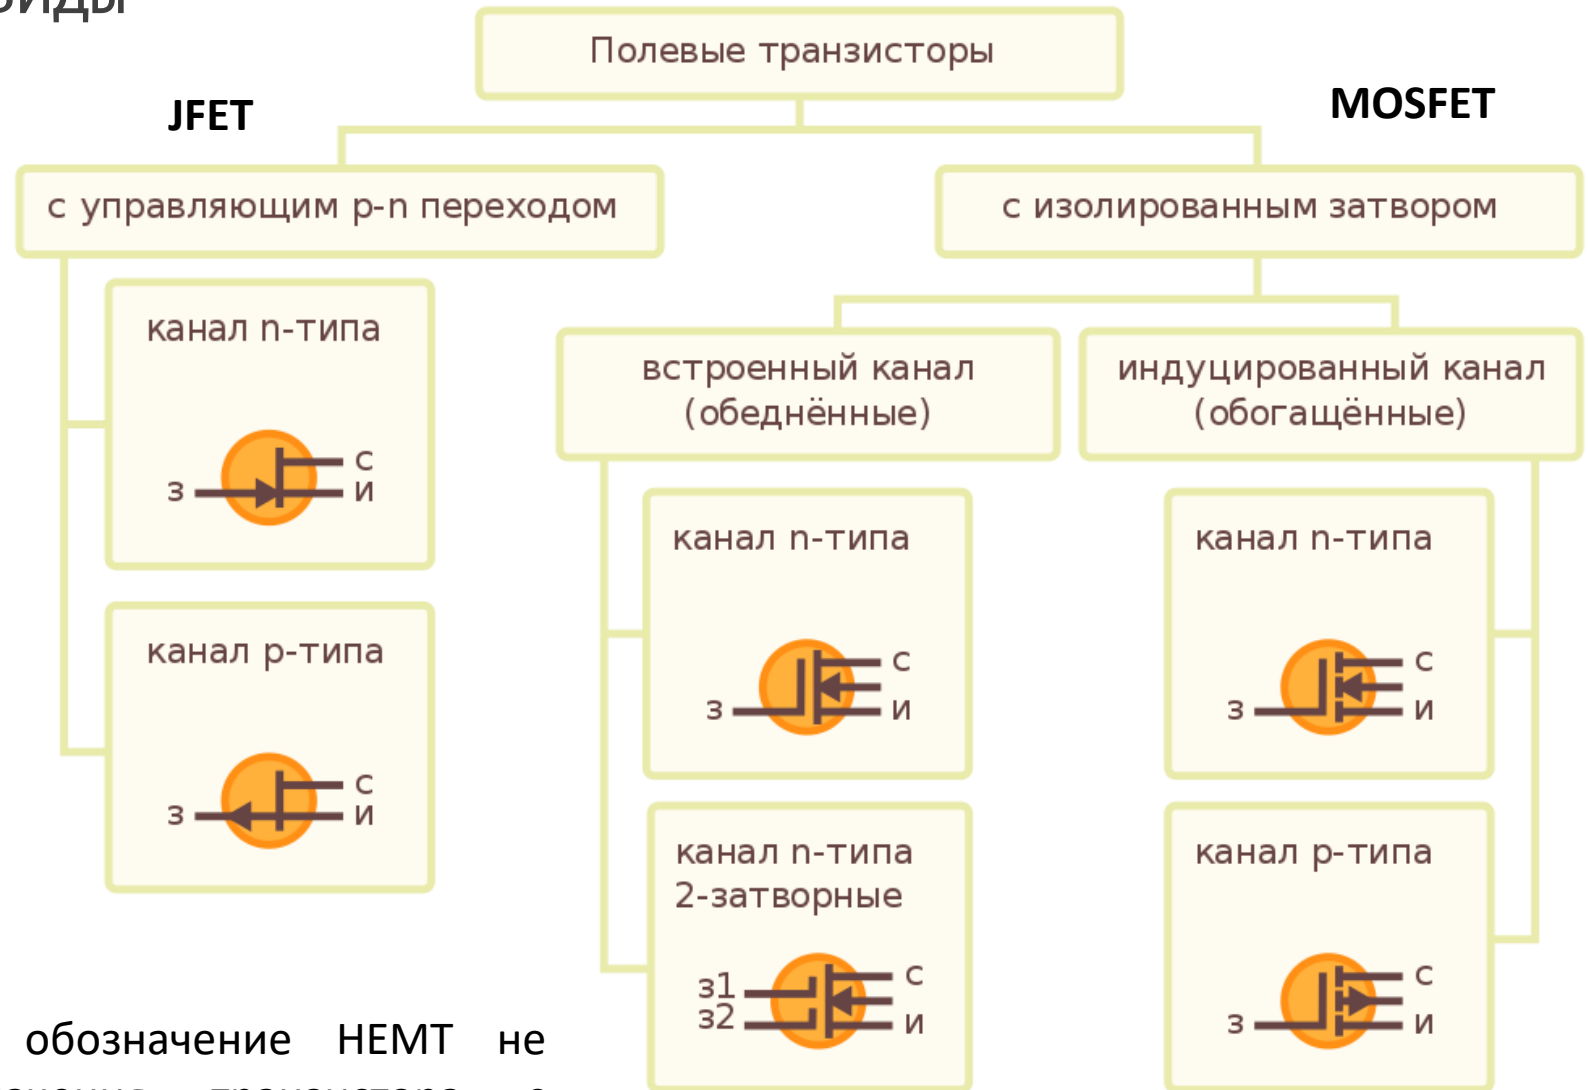 Полевые транзисторы
JFET
MOSFET
с управляющим p-n переходом
с изолированным затвором
канал n-типа
з
с
и
канал p-типа
з
с
и
встроенный канал
(обеднённые)
индуцированный канал
(обогащённые)
канал n-типа
з
с
и
канал n-типа
2-затворные
з1
з2
с
и
канал n-типа
з
с
и
канал p-типа
з
с
и
обозначение HEMT не